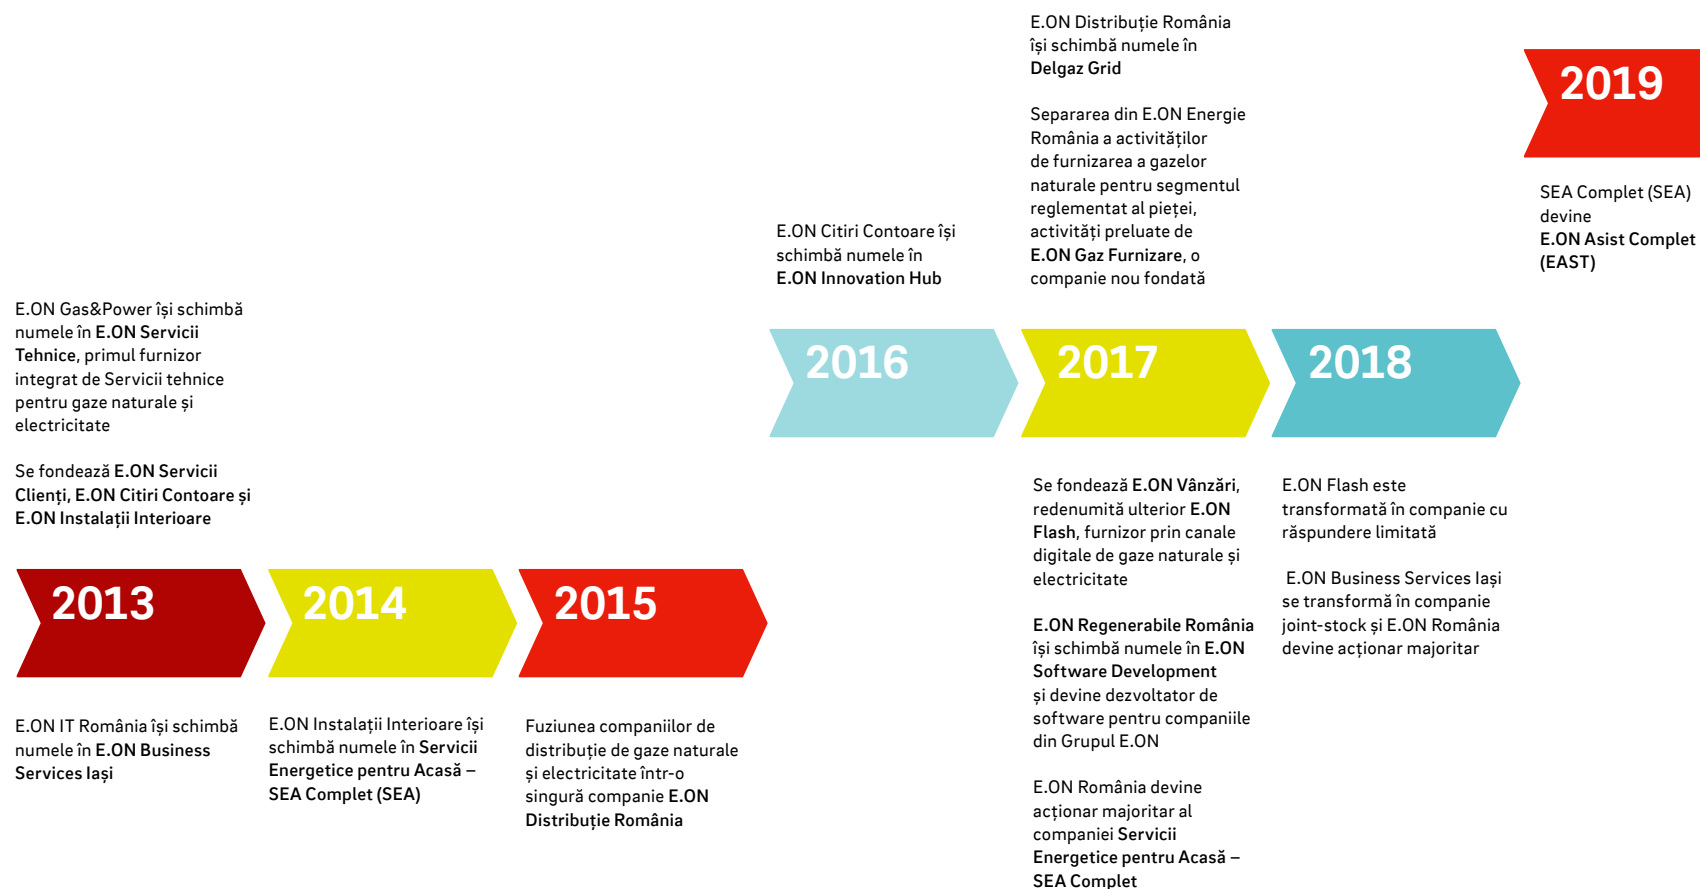 E.ON Gas&Power își schimbă
numele în E.ON Servicii
Tehnice, primul furnizor
integrat de Servicii tehnice
pentru gaze naturale și
electricitate
Se fondează E.ON Servicii
Clienți, E.ON Citiri Contoare și
E.ON Instalații Interioare
2013
E.ON IT România își schimbă
numele în E.ON Business
Services Iași
2014
E.ON Instalații Interioare își
schimbă numele în Servicii
Energetice pentru Acasă –
SEA Complet (SEA)
2015
Fuziunea companiilor de
distribuție de gaze naturale
și electricitate într-o
singură companie E.ON
Distribuție România
E.ON Citiri Contoare își
schimbă numele în
E.ON Innovation Hub
2016
E.ON Distribuție România
își schimbă numele în
Delgaz Grid
Separarea din E.ON Energie
România a activităților
de furnizarea a gazelor
naturale pentru segmentul
reglementat al pieței,
activități preluate de
E.ON Gaz Furnizare, o
companie nou fondată
2017
Se fondează E.ON Vânzări,
redenumită ulterior E.ON
Flash, furnizor prin canale
digitale de gaze naturale și
electricitate
E.ON Regenerabile România
își schimbă numele în E.ON
Software Development
și devine dezvoltator de
software pentru companiile
din Grupul E.ON
E.ON România devine
acționar majoritar al
companiei Servicii
Energetice pentru Acasă –
SEA Complet
2018
E.ON Flash este
transformată în companie cu
răspundere limitată
E.ON Business Services Iași
se transformă în companie
joint-stock și E.ON România
devine acționar majoritar
2019
SEA Complet (SEA)
devine
E.ON Asist Complet
(EAST)